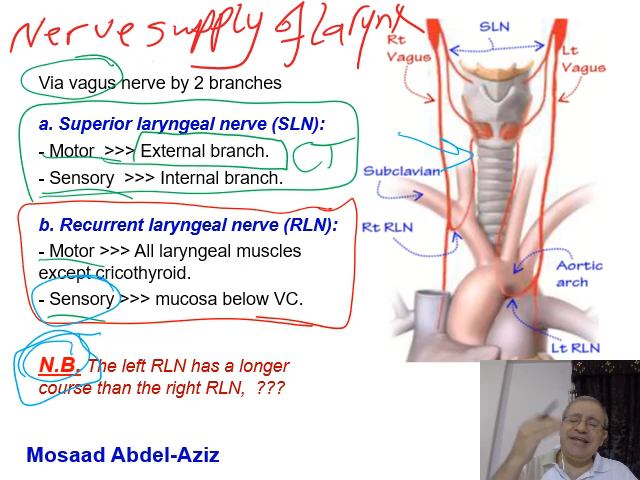 Nerve supply of larynx
Via vagus nerve by 2 branches
a. Superior laryngeal nerve (SLN):
- Motor >>> External branch.
CT
- Sensory >>> Internal branch.
b. Recurrent laryngeal nerve (RLN):
- Motor >>> All laryngeal muscles
except cricothyroid.
- Sensory >>> mucosa below VC.
N.B. The left RLN has a longer
course than the right RLN, ???
Mosaad Abdel-Aziz
SLN
Rt
Vagus
Lt
Vagus
Subclavian
Rt RLN
Aortic
arch
Lt RLN